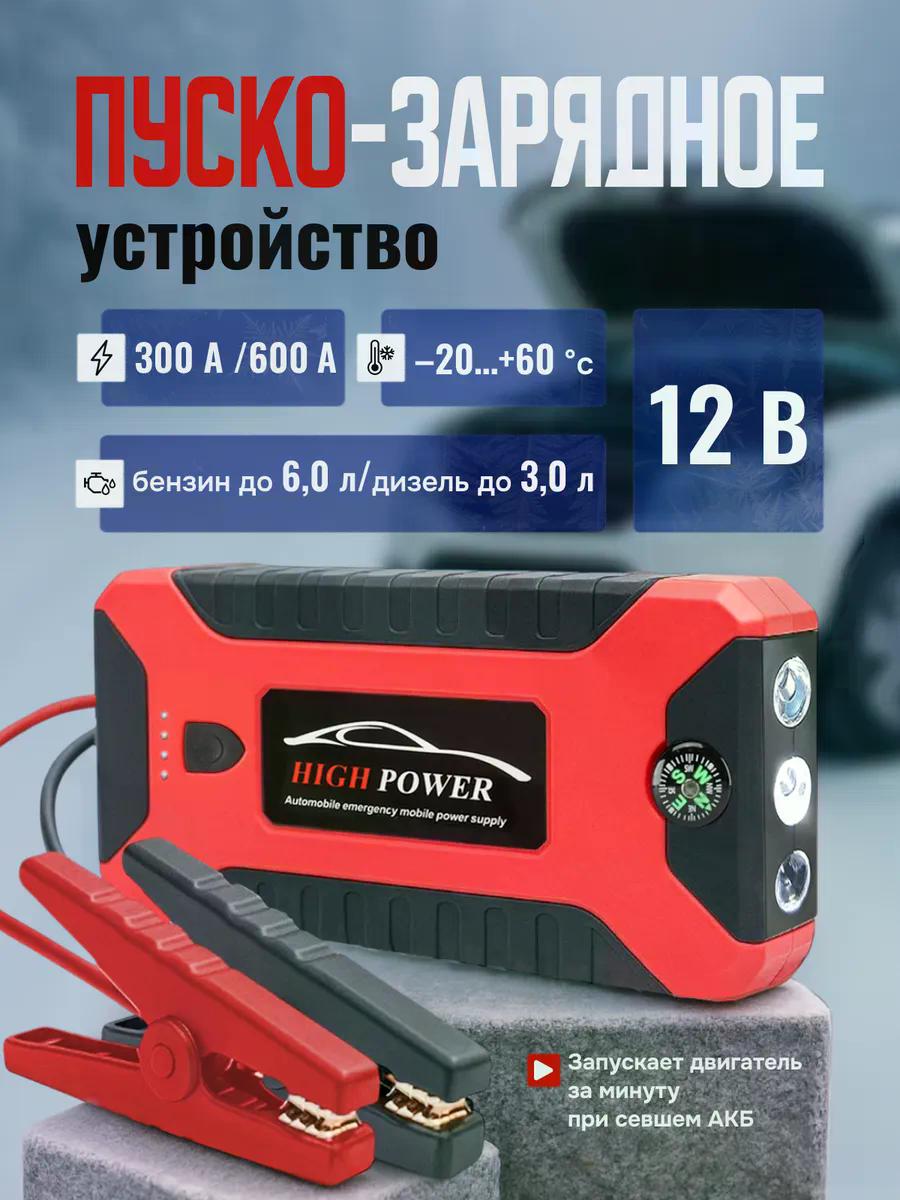 ПУСКО-ЗАРЯДНОЕ
устройство
300 А /600 А
–20...+60 °с
12 В
бензин до 6,0 л/дизель до 3,0 л
HIGH POWER
Automobile emergency mobile power supply
Запускает двигатель
за минуту
при севшем АКБ